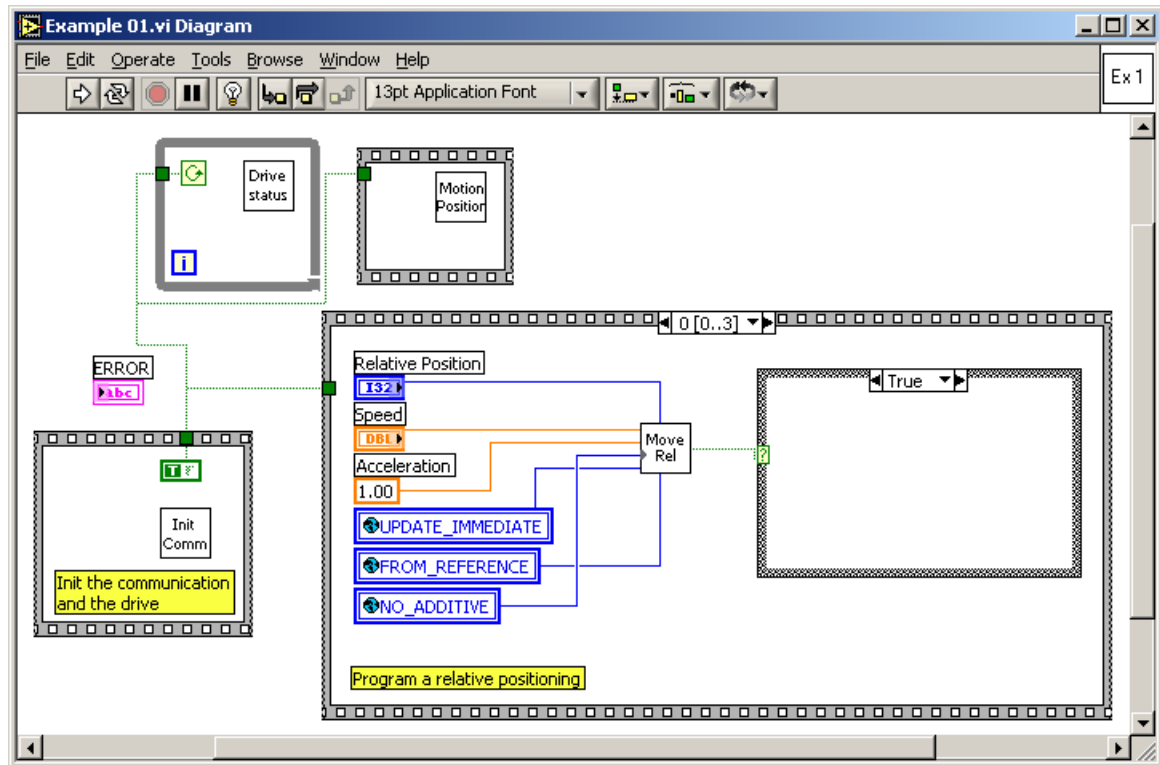 Example 01.vi Diagram
File Edit Operate Tools Browse Window Help
13pt Application Font
Ex 1
Drive
status
i
Motion
Position
0 [0..3]
ERROR
abc
Relative Position
I32
True
Speed
DBL
Move
Rel
?
Acceleration
1.00
T F
UPDATE_IMMEDIATE
Init
Comm
FROM_REFERENCE
Init the communication
and the drive
NO_ADDITIVE
Program a relative positioning